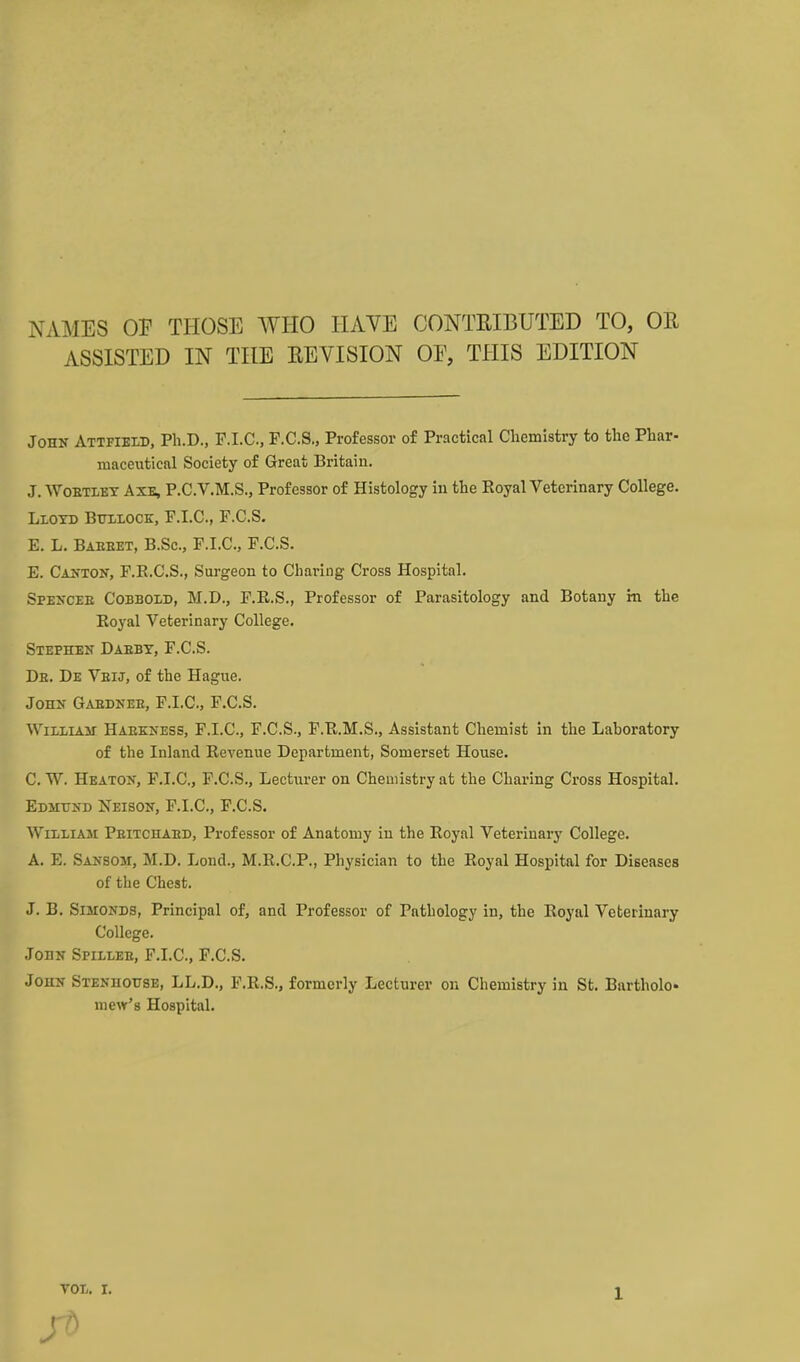 NAMES OF THOSE WHO HAVE CONTRIBUTED TO, OR
ASSISTED IN THE REVISION OF, THIS EDITION
John Attfield, Ph.D., F.I.C., F.C.S., Professor of Practical Chemistry to the Phar-
maceutical Society of Great Britain.
J. Wortley Axe, P.C.V.M.S., Professor of Histology in the Royal Veterinary College.
Lloyd Bullock, F.I.C., F.C.S.
E. L. Barret, B.Sc., F.I.C., F.C.S.
E. Canton, F.R.C.S., Surgeon to Charing Cross Hospital.
Spencer Cobbold, M.D., F.R.S., Professor of Parasitology and Botany in the
Royal Veterinary College.
Stephen Darby, F.C.S.
Dr. De Vrij, of the Hague.
John Gardner, F.I.C., F.C.S.
William Harkness, F.I.C., F.C.S., F.R.M.S., Assistant Chemist in the Laboratory
of the Inland Revenue Department, Somerset House.
C. W. Heaton, F.I.C., F.C.S., Lecturer on Chemistry at the Charing Cross Hospital.
Edmund Neison, F.I.C., F.C.S.
William Pritchard, Professor of Anatomy in the Royal Veterinary College.
A. E. Sansom, M.D. Lond., M.R.C.P., Physician to the Royal Hospital for Diseases
of the Chest.
J. B. Simonds, Principal of, and Professor of Pathology in, the Royal Veterinary
College.
John Spiller, F.I.C., F.C.S.
John Stenhouse, LL.D., F.R.S., formerly Lecturer on Chemistry in St. Bartholo-
mew's Hospital.
VOL. I. 1